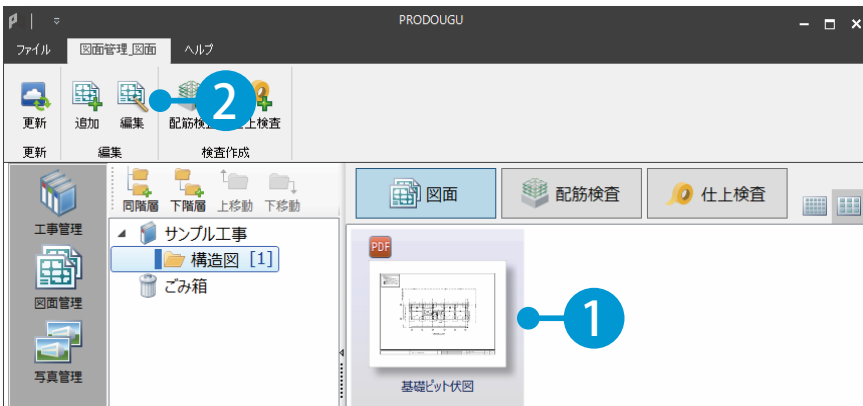 PRODOUGU
ファイル 図面管理_図面 ヘルプ
更新 追加 編集 配筋検 上検査
2
更新 編集 検査作成
同階層 下階層 上移動 下移動
図面 配筋検査 仕上検査
工事管理
図面管理
写真管理
サンプル工事
構造図 [1]
ごみ箱
PDF
1
基礎ピット伏図